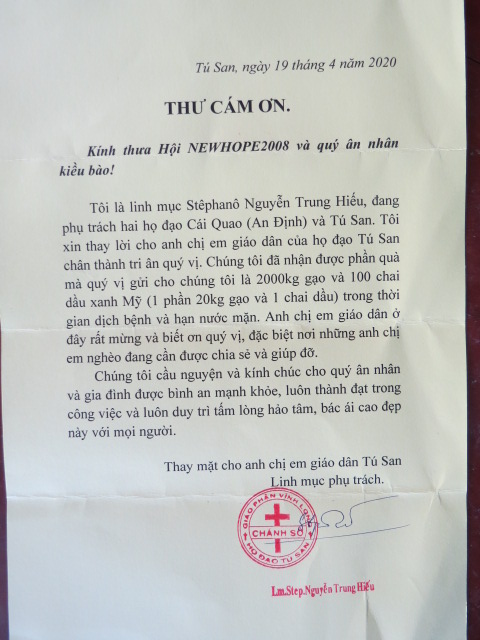 Tú San, ngày 19 tháng 4 năm 2020
THƯ CÁM ƠN.
Kính thưa Hội NEWHOPE2008 và quý ân nhân
kiều bào!
Tôi là linh mục Stêphanô Nguyễn Trung Hiếu, đang
phụ trách hai họ đạo Cái Quao (An Định) và Tú San. Tôi
xin thay lời cho anh chị em giáo dân của họ đạo Tú San
chân thành tri ân quý vị. Chúng tôi đã nhận được phần quà
mà quý vị gửi cho chúng tôi là 2000kg gạo và 100 chai
dầu xanh Mỹ (1 phần 20kg gạo và 1 chai dầu) trong thời
gian dịch bệnh và hạn nước mặn. Anh chị em giáo dân ở
đây rất mừng và biết ơn quý vị, đặc biệt nơi những anh chị
em nghèo đang cần được chia sẻ và giúp đỡ.
Chúng tôi cầu nguyện và kính chúc cho quý ân nhân
và gia đình được bình an mạnh khỏe, luôn thành đạt trong
công việc và luôn duy trì tấm lòng hảo tâm, bác ái cao đẹp
này với mọi người.
Thay mặt cho anh chị em giáo dân Tú San
Linh mục phụ trách.
GIÁO PHẬN VĨNH LONG
CHÁNH SỞ
HỌ ĐẠO TÚ SAN
Lm.Step.Nguyễn Trung Hiếu